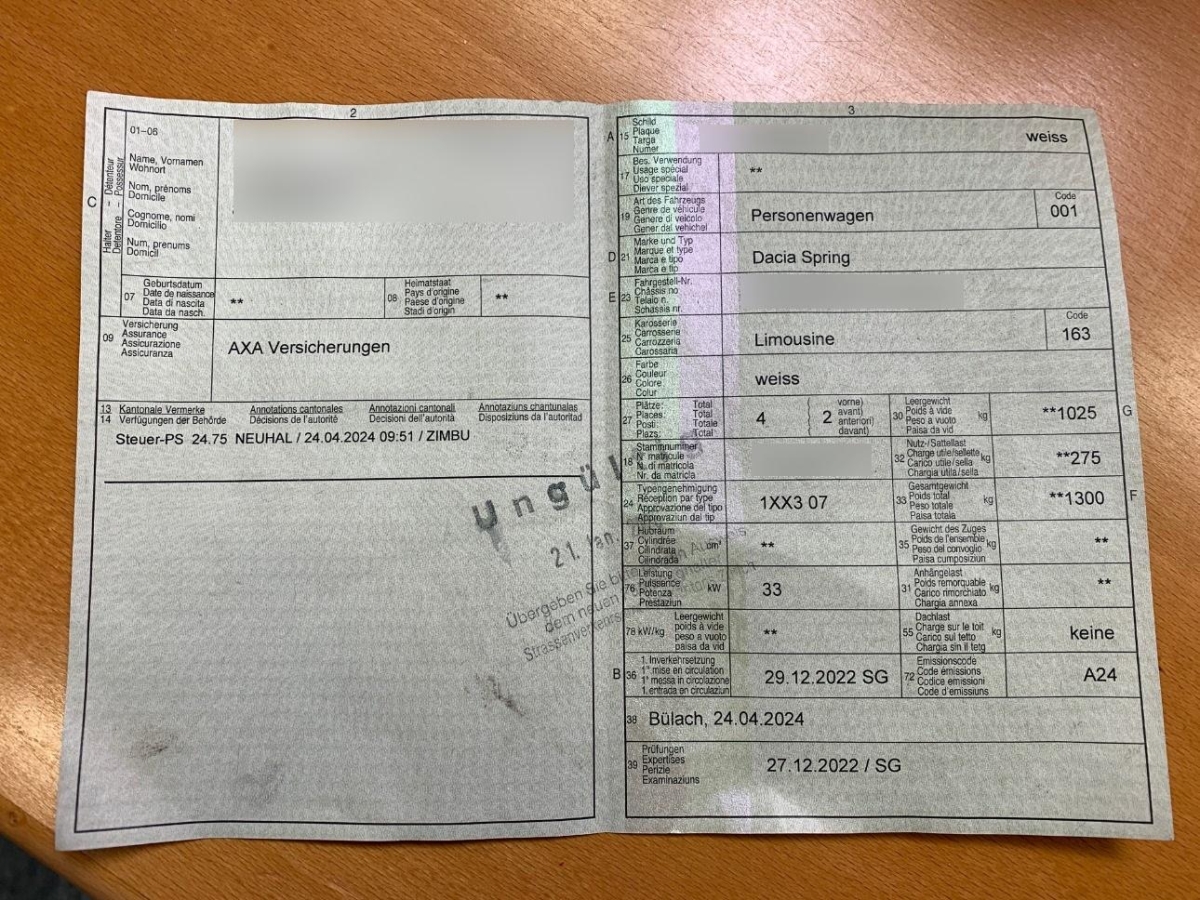 2
01-06
Name, Vornamen
Wohnort
Nom, prénoms
Domicile
Cognome, nomi
Domicilio
Num, prenums
Domicil
C
Halter – Détenteur
Detentore – Possessur
07
Geburtsdatum
Date de naissance
Data di nascita
Data da nasch.
**
08
Heimatstaat
Pays d'origine
Paese d'origine
Stadi d'origin
**
09
Versicherung
Assurance
Assicurazione
Assicuranza
AXA Versicherungen
13 Kantonale Vermerke Annotations cantonales Annotazioni cantonali Annotaziuns chantunalas
14 Verfügungen der Behörde Décisions de l'autorité Decisioni dell'autorità Disposiziuns da l'autoritad
Steuer-PS 24.75 NEUHAL / 24.04.2024 09:51 / ZIMBU
Ungül
21. Jan.
Übergeben Sie
dem neuen
Strassenverkehrs
3
A 15
Schild
Plaque
Targa
Numer
weiss
17
Bes. Verwendung
Usage spécial
Uso speciale
Diever spezial
**
19
Art des Fahrzeugs
Genre de véhicule
Genere di veicolo
Gener dal vehichel
Personenwagen
Code
001
D 21
Marke und Typ
Marque et type
Marca e tipo
Marca e tip
Dacia Spring
E 23
Fahrgestell-Nr.
Châssis no
Telaio n.
Schassis nr.
25
Karosserie
Carrosserie
Carrozzeria
Carossaria
Limousine
Code
163
26
Farbe
Couleur
Colore
Colur
weiss
27
Plätze: Total
Places: Total
Posti: Totale
Plazs: Total
4
2
vorne)
avant)
anteriori)
davant)
30
Leergewicht
Poids à vide
Peso a vuoto
Paisa da vid
kg
**1025
G
18
Stammnummer
N° matricule
N. di matricola
Nr. da matricla
32
Nutz-/Sattellast
Charge utile/sellette
Carico utile/sella
Chargia utila/sella
kg
**275
24
Typengenehmigung
Réception par type
Approvazione del tipo
Approvaziun dal tip
1XX3 07
33
Gesamtgewicht
Poids total
Peso totale
Paisa totala
kg
**1300
F
37
Hubraum
Cylindrée
Cilindrata
Cilindrada
cm³
**
35
Gewicht des Zuges
Poids de l'ensemble
Peso del convoglio
Paisa cumposiziun
kg
**
76
Leistung
Puissance
Potenza
Prestaziun
kW
33
31
Anhängelast
Poids remorquable
Carico rimorchiato
Chargia annexa
kg
**
78 kW/kg
Leergewicht
poids à vide
peso a vuoto
paisa da vid
**
55
Dachlast
Charge sur le toit
Carico sul tetto
Chargia sin il tetg
kg
keine
B 36
1. Inverkehrsetzung
1° mise en circulation
1ª messa in circolazione
1. entrada en circulaziun
29.12.2022 SG
72
Emissionscode
Code émissions
Codice emissioni
Code d'emissiuns
A24
38
Bülach, 24.04.2024
39
Prüfungen
Expertises
Perizie
Examinaziuns
27.12.2022 / SG